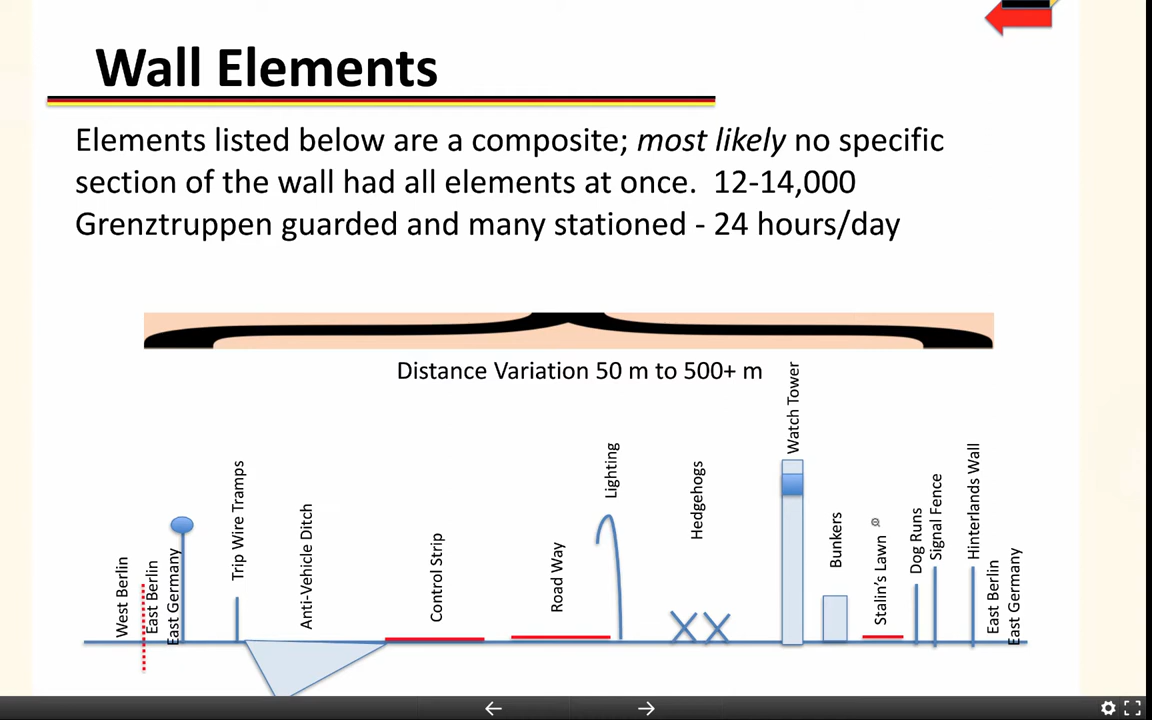 Wall Elements
Elements listed below are a composite; most likely no specific
section of the wall had all elements at once.  12-14,000
Grenztruppen guarded and many stationed - 24 hours/day
Distance Variation 50 m to 500+ m
West Berlin
East Berlin
East Germany
Trip Wire Tramps
Anti-Vehicle Ditch
Control Strip
Road Way
Lighting
Hedgehogs
Watch Tower
Bunkers
Stalin's Lawn
Dog Runs
Signal Fence
Hinterlands Wall
East Berlin
East Germany